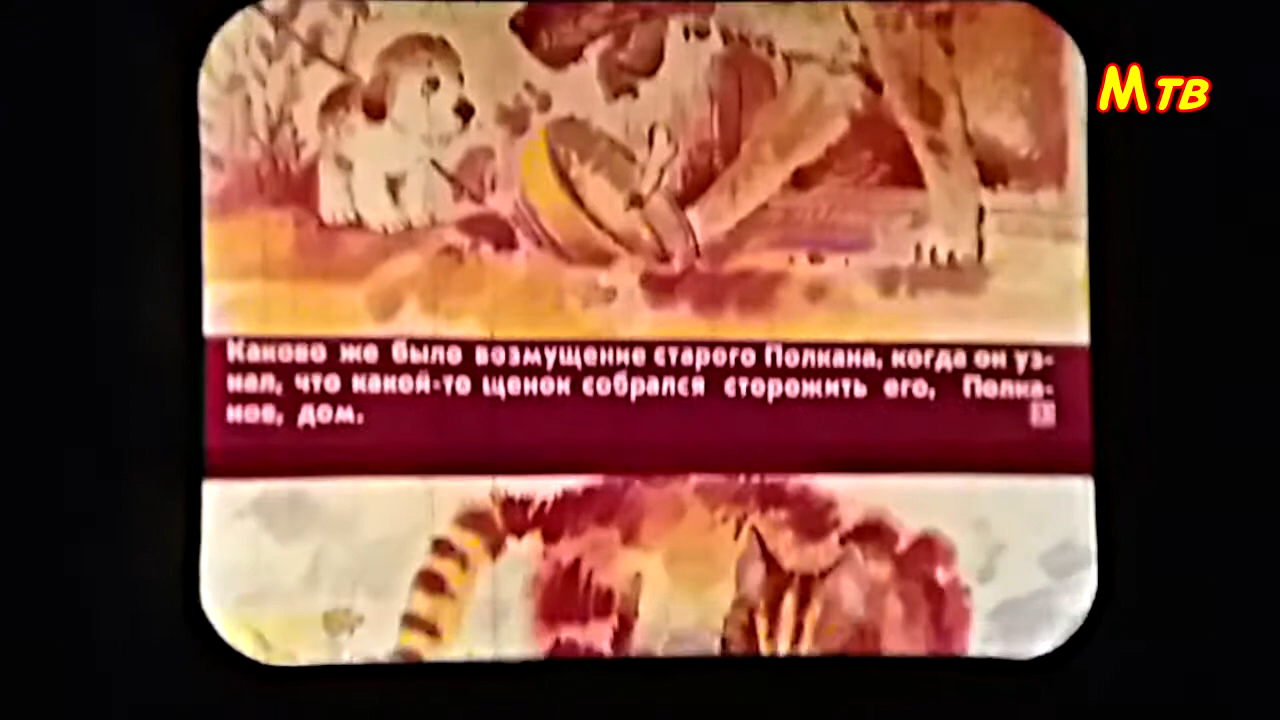 Мтв
Каково же было возмущение старого Полкана, когда он уз-
нал, что какой-то щенок собрался сторожить его, Полка-
нов, дом.